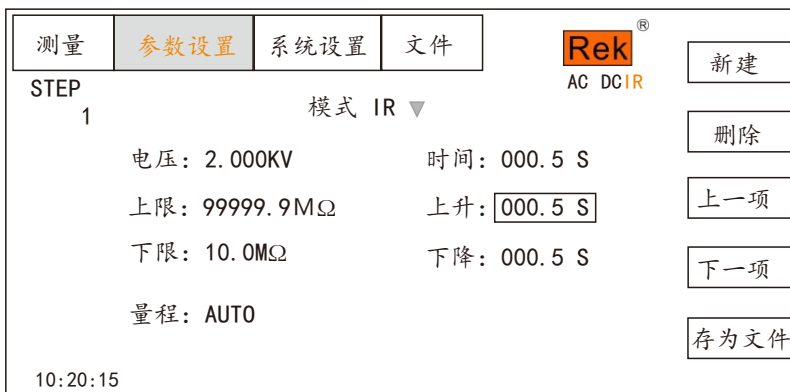 测量 参数设置 系统设置 文件 Rek®
AC DC IR
新建
STEP
1
模式 IR ▼
删除
电压: 2.000KV 时间: 000.5 S
上一项
上限: 99999.9MΩ 上升: 000.5 S
下限: 10.0MΩ 下降: 000.5 S
下一项
量程: AUTO
存为文件
10:20:15